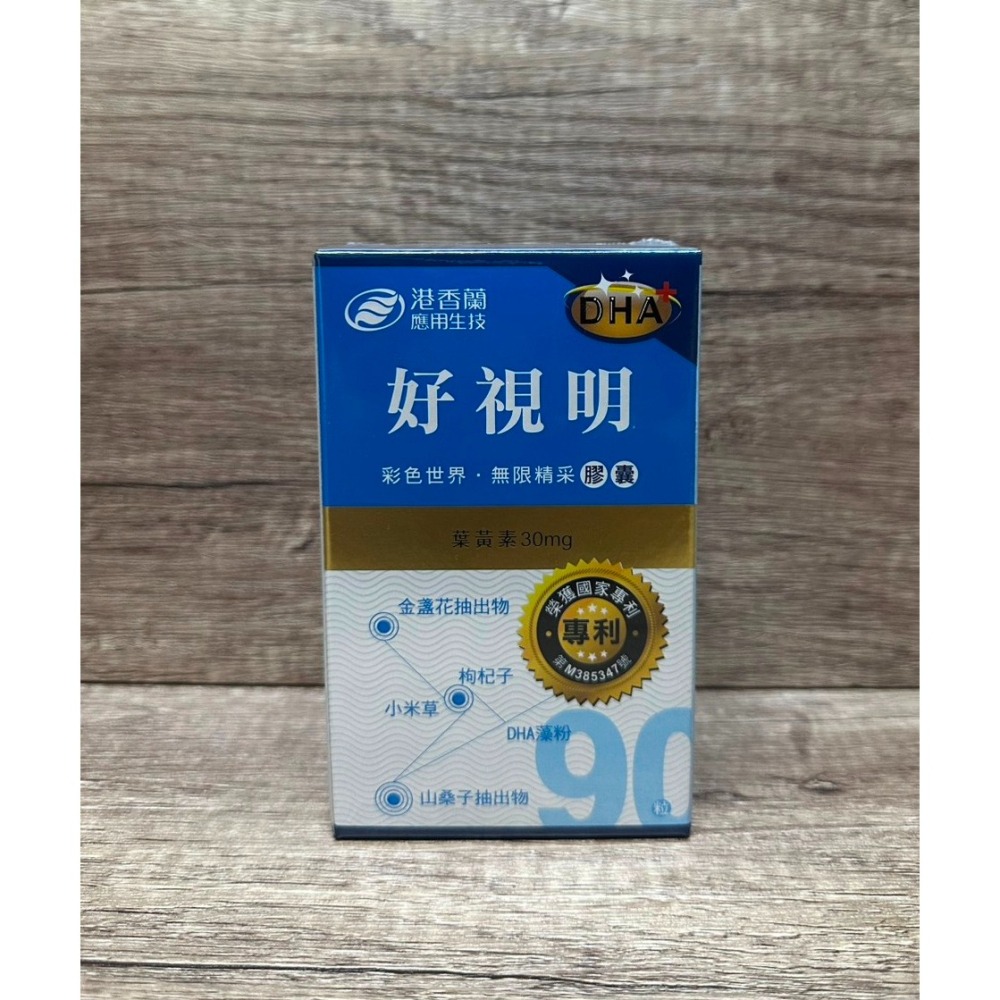 港香蘭
應用生技
DHA+
好視明
彩色世界・無限精采膠囊
葉黃素30mg
榮獲國家專利
專利
第M385347號
金盞花抽出物
枸杞子
小米草
DHA藻粉
山桑子抽出物
90
粒